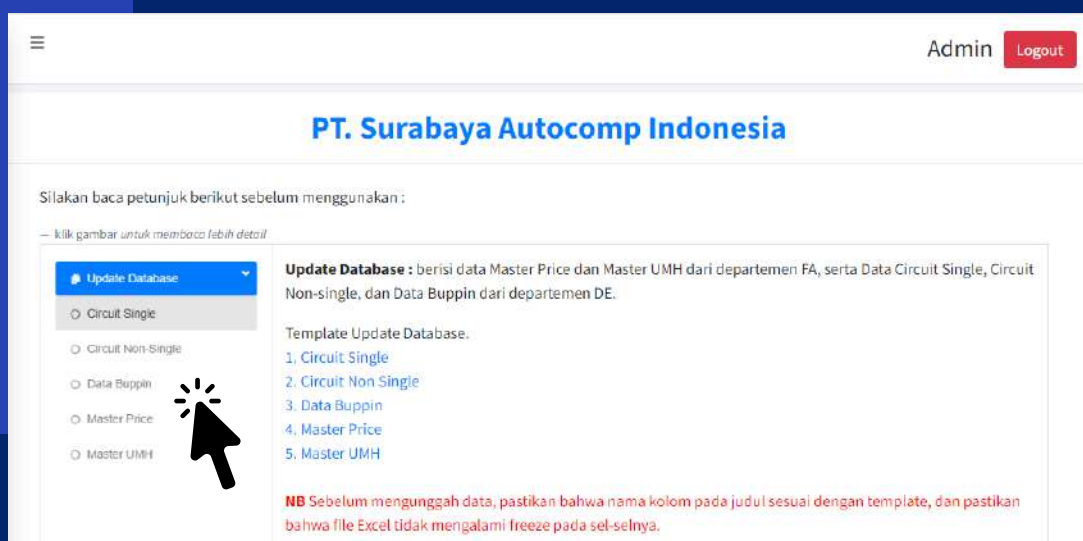 Admin Logout
PT. Surabaya Autocomp Indonesia
Silakan baca petunjuk berikut sebelum menggunakan :
— klik gambar untuk membaca lebih detail
Update Database
Circuit Single
Circuit Non-Single
Data Buppin
Master Price
Master UMH
Update Database : berisi data Master Price dan Master UMH dari departemen FA, serta Data Circuit Single, Circuit
Non-single, dan Data Buppin dari departemen DE.
Template Update Database.
1. Circuit Single
2. Circuit Non Single
3. Data Buppin
4. Master Price
5. Master UMH
NB Sebelum mengunggah data, pastikan bahwa nama kolom pada judul sesuai dengan template, dan pastikan
bahwa file Excel tidak mengalami freeze pada sel-selnya.